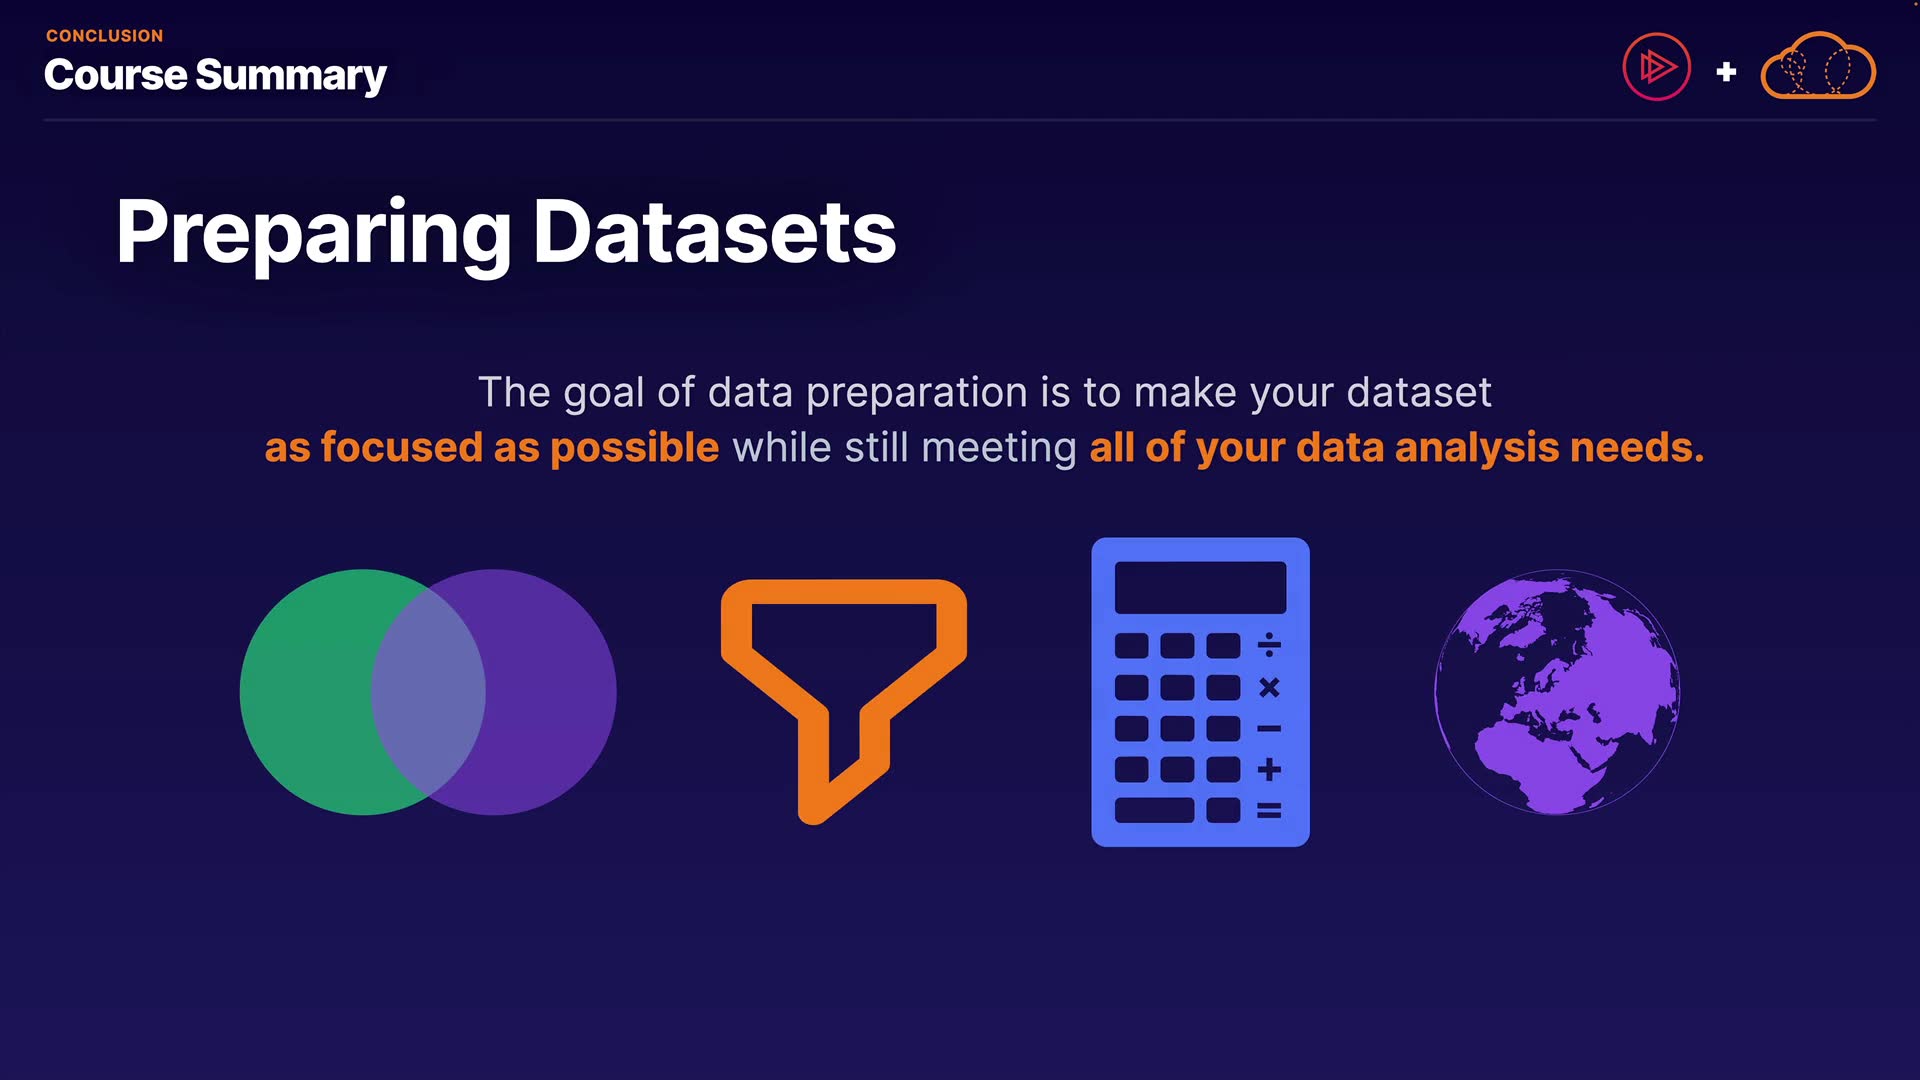 CONCLUSION
Course Summary
+
Preparing Datasets
The goal of data preparation is to make your dataset
as focused as possible while still meeting all of your data analysis needs.
÷
×
−
+
=